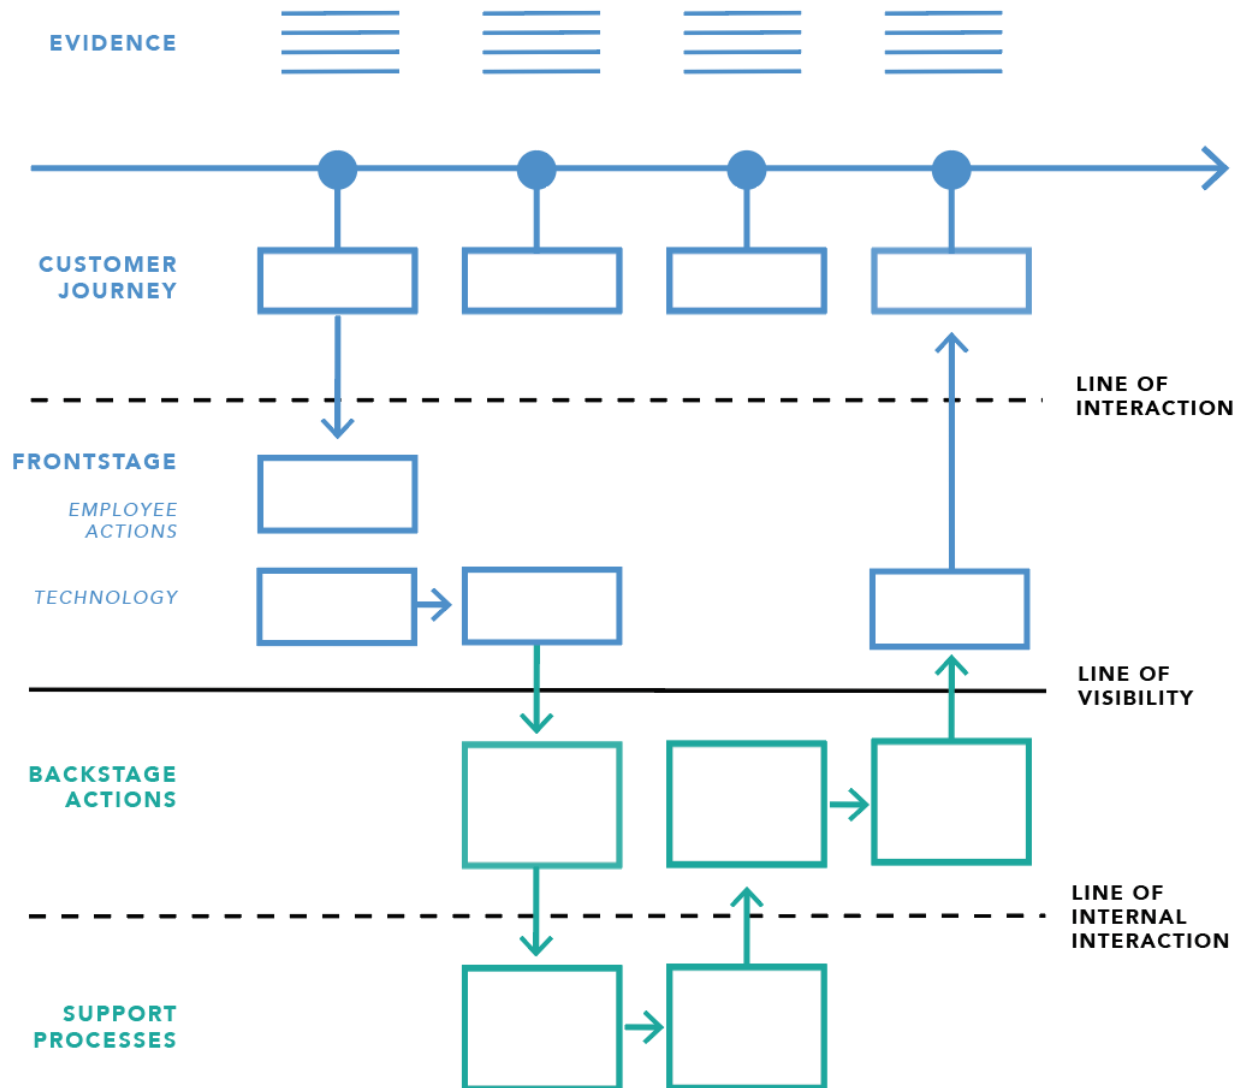 EVIDENCE
CUSTOMER
JOURNEY
LINE OF
INTERACTION
FRONTSTAGE
EMPLOYEE
ACTIONS
TECHNOLOGY
LINE OF
VISIBILITY
BACKSTAGE
ACTIONS
LINE OF
INTERNAL
INTERACTION
SUPPORT
PROCESSES